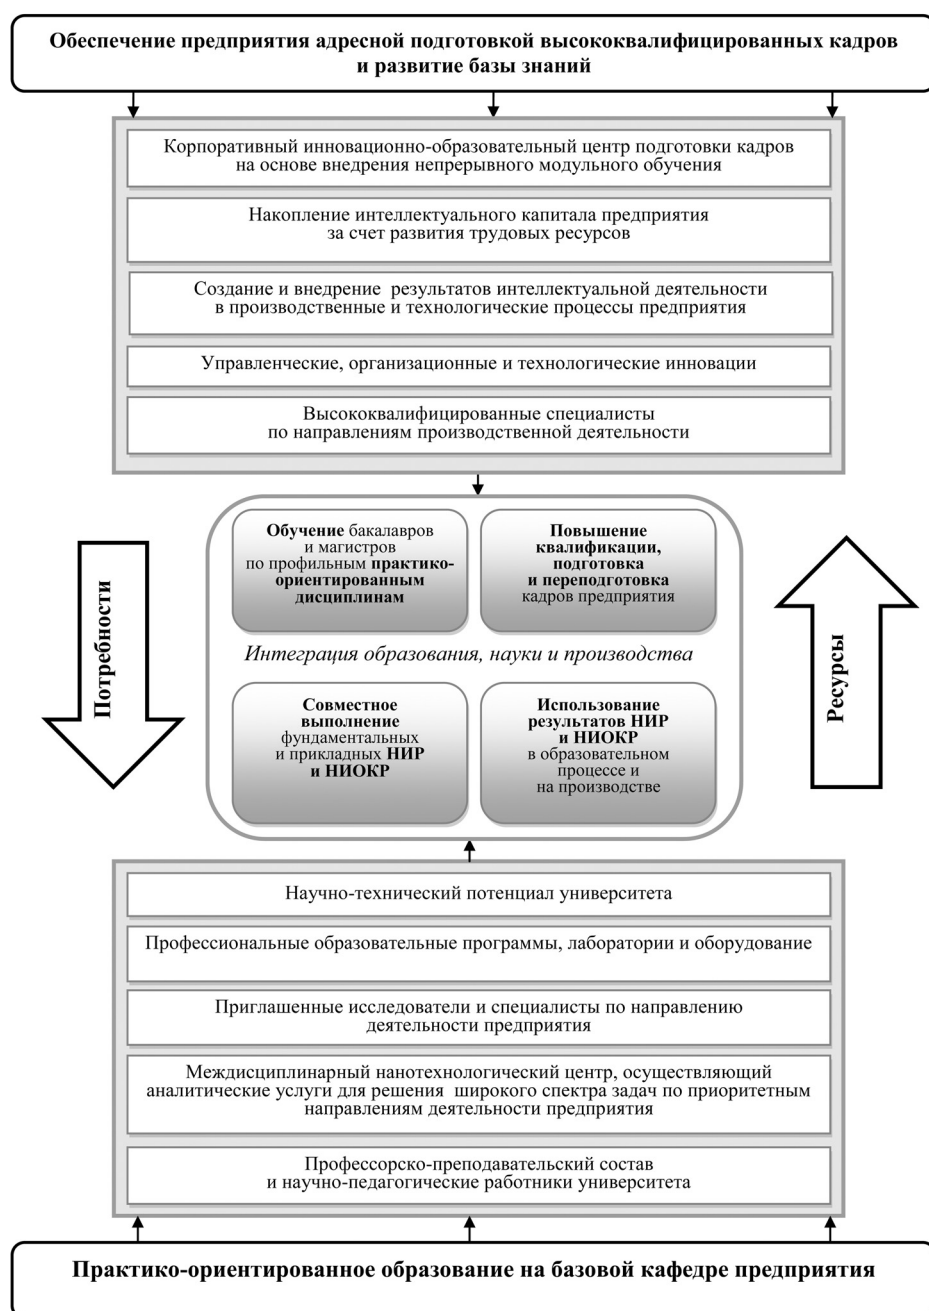 Обеспечение предприятия адресной подготовкой высококвалифицированных кадров
и развитие базы знаний
Корпоративный инновационно-образовательный центр подготовки кадров
на основе внедрения непрерывного модульного обучения
Накопление интеллектуального капитала предприятия
за счет развития трудовых ресурсов
Создание и внедрение результатов интеллектуальной деятельности
в производственные и технологические процессы предприятия
Управленческие, организационные и технологические инновации
Высококвалифицированные специалисты
по направлениям производственной деятельности
Потребности
Обучение бакалавров
и магистров
по профильным практико-
ориентированным
дисциплинам
Повышение
квалификации,
подготовка
и переподготовка
кадров предприятия
Интеграция образования, науки и производства
Совместное
выполнение
фундаментальных
и прикладных НИР
и НИОКР
Использование
результатов НИР
и НИОКР
в образовательном
процессе и
на производстве
Ресурсы
Научно-технический потенциал университета
Профессиональные образовательные программы, лаборатории и оборудование
Приглашенные исследователи и специалисты по направлению
деятельности предприятия
Междисциплинарный нанотехнологический центр, осуществляющий
аналитические услуги для решения широкого спектра задач по приоритетным
направлениям деятельности предприятия
Профессорско-преподавательский состав
и научно-педагогические работники университета
Практико-ориентированное образование на базовой кафедре предприятия